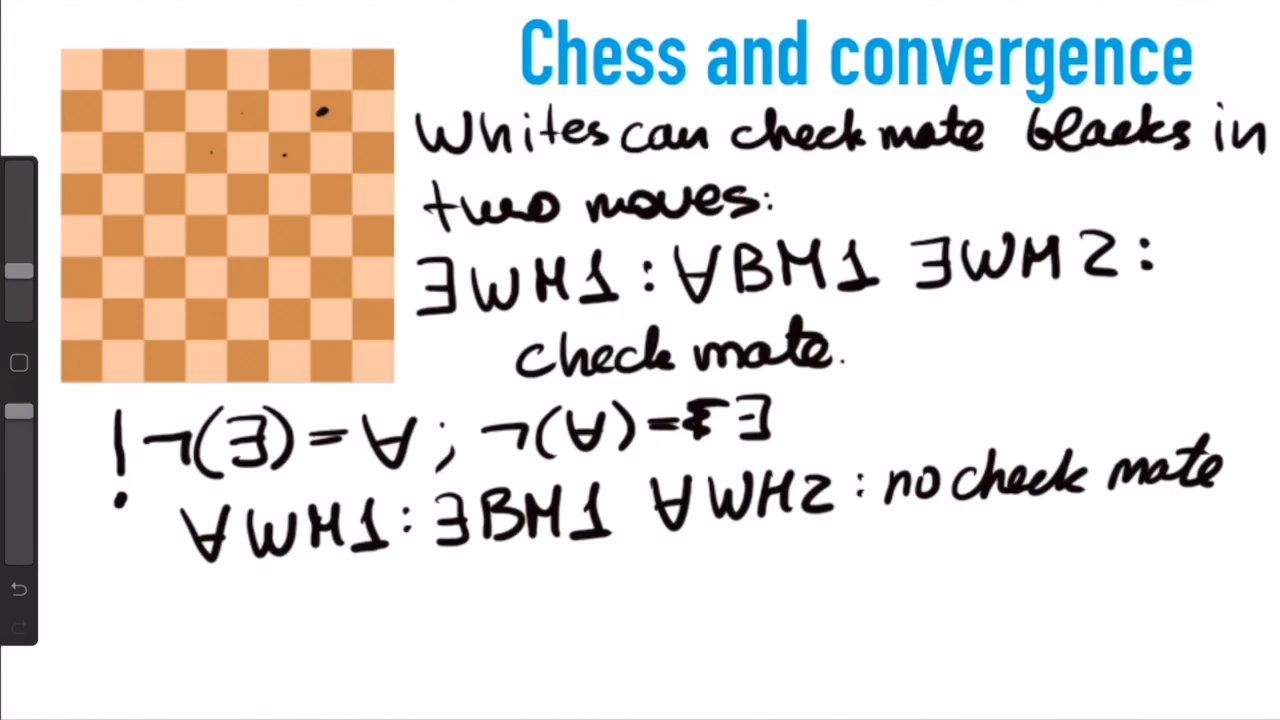 Chess and convergence
Whites can check mate blacks in
two moves:
∃WM1: ∀BM1 ∃WM2:
check mate.
! ¬(∃)=∀; ¬(∀)=∃
∀WM1: ∃BM1 ∀WM2: no check mate